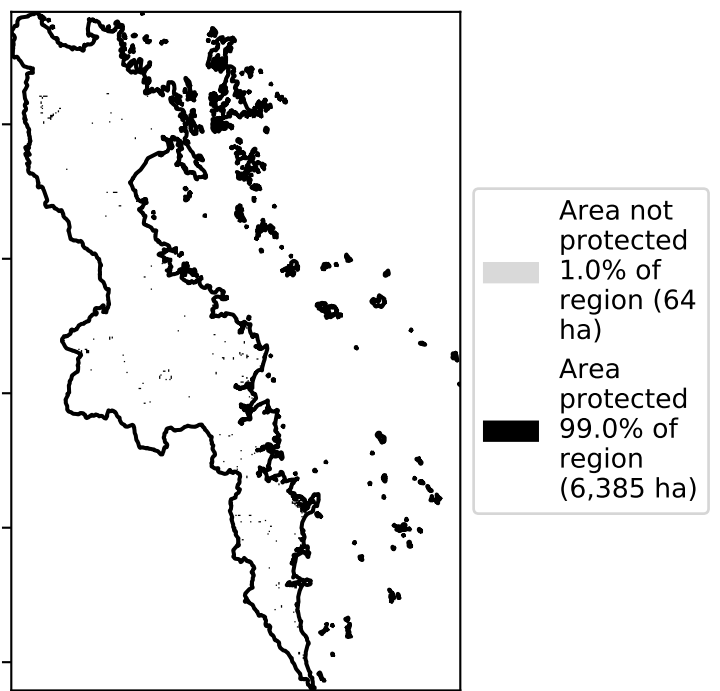 Area not
protected
1.0% of
region (64
ha)
Area
protected
99.0% of
region
(6,385 ha)